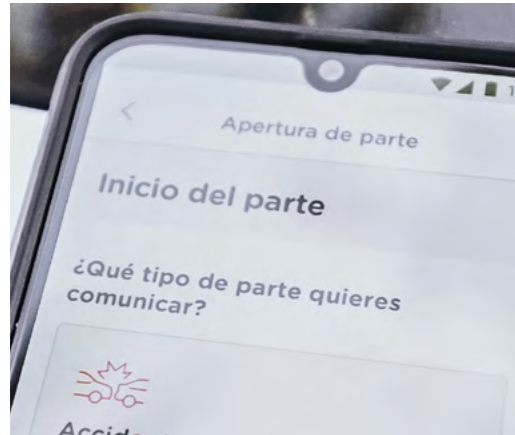 Apertura de parte
Inicio del parte
¿Qué tipo de parte quieres
comunicar?